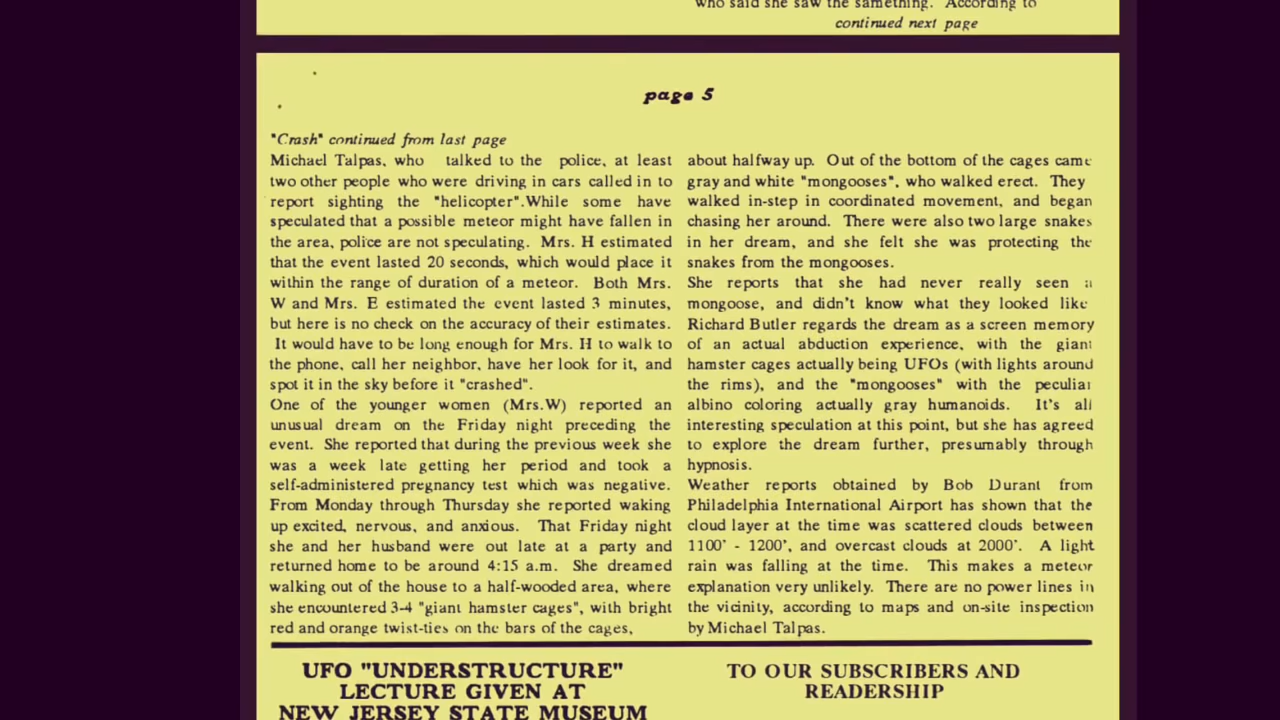 who said she saw the samething. According to
continued next page
page 5
"Crash" continued from last page
Michael Talpas, who talked to the police, at least
two other people who were driving in cars called in to
report sighting the "helicopter".While some have
speculated that a possible meteor might have fallen in
the area, police are not speculating. Mrs. H estimated
that the event lasted 20 seconds, which would place it
within the range of duration of a meteor. Both Mrs.
W and Mrs. E estimated the event lasted 3 minutes,
but here is no check on the accuracy of their estimates.
It would have to be long enough for Mrs. H to walk to
the phone, call her neighbor, have her look for it, and
spot it in the sky before it "crashed".
One of the younger women (Mrs.W) reported an
unusual dream on the Friday night preceding the
event. She reported that during the previous week she
was a week late getting her period and took a
self-administered pregnancy test which was negative.
From Monday through Thursday she reported waking
up excited, nervous, and anxious. That Friday night
she and her husband were out late at a party and
returned home to be around 4:15 a.m. She dreamed
walking out of the house to a half-wooded area, where
she encountered 3-4 "giant hamster cages", with bright
red and orange twist-ties on the bars of the cages,
about halfway up. Out of the bottom of the cages came
gray and white "mongooses", who walked erect. They
walked in-step in coordinated movement, and began
chasing her around. There were also two large snakes
in her dream, and she felt she was protecting the
snakes from the mongooses.
She reports that she had never really seen a
mongoose, and didn't know what they looked like
Richard Butler regards the dream as a screen memory
of an actual abduction experience, with the giant
hamster cages actually being UFOs (with lights around
the rims), and the "mongooses" with the peculiar
albino coloring actually gray humanoids. It's all
interesting speculation at this point, but she has agreed
to explore the dream further, presumably through
hypnosis.
Weather reports obtained by Bob Durant from
Philadelphia International Airport has shown that the
cloud layer at the time was scattered clouds between
1100' - 1200', and overcast clouds at 2000'. A light
rain was falling at the time. This makes a meteor
explanation very unlikely. There are no power lines in
the vicinity, according to maps and on-site inspection
by Michael Talpas.
UFO "UNDERSTRUCTURE"
LECTURE GIVEN AT
NEW JERSEY STATE MUSEUM
TO OUR SUBSCRIBERS AND
READERSHIP